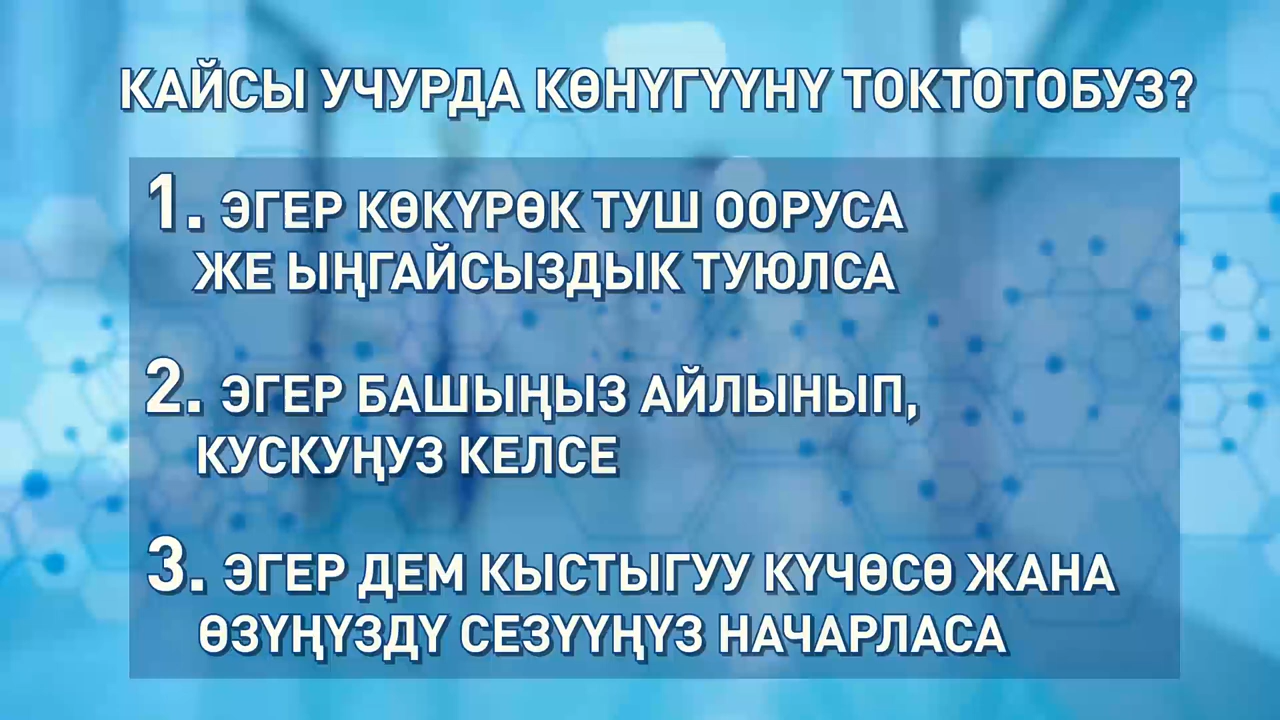 КАЙСЫ УЧУРДА КӨНҮГҮҮНҮ ТОКТОТОБУЗ?
1. ЭГЕР КӨКҮРӨК ТУШ ООРУСА
ЖЕ ЫҢГАЙСЫЗДЫК ТУЮЛСА
2. ЭГЕР БАШЫҢЫЗ АЙЛЫНЫП,
КУСКУҢУЗ КЕЛСЕ
3. ЭГЕР ДЕМ КЫСТЫГУУ КҮЧӨСӨ ЖАНА
ӨЗҮҢҮЗДҮ СЕЗҮҮҢҮЗ НАЧАРЛАСА